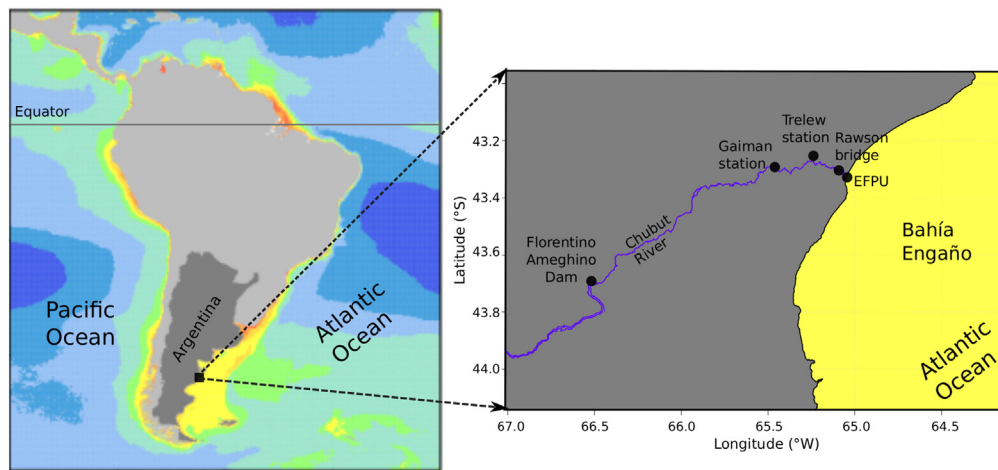 Equator
Pacific
Ocean
Argentina
Atlantic
Ocean
Latitude (°S)
43.2
43.4
43.6
43.8
44.0
Trelew
station
Rawson
bridge
Gaiman
station
EFPU
Chubut
River
Florentino
Ameghino
Dam
Bahía
Engaño
Atlantic
Ocean
67.0
66.5
66.0
65.5
65.0
64.5
Longitude (°W)